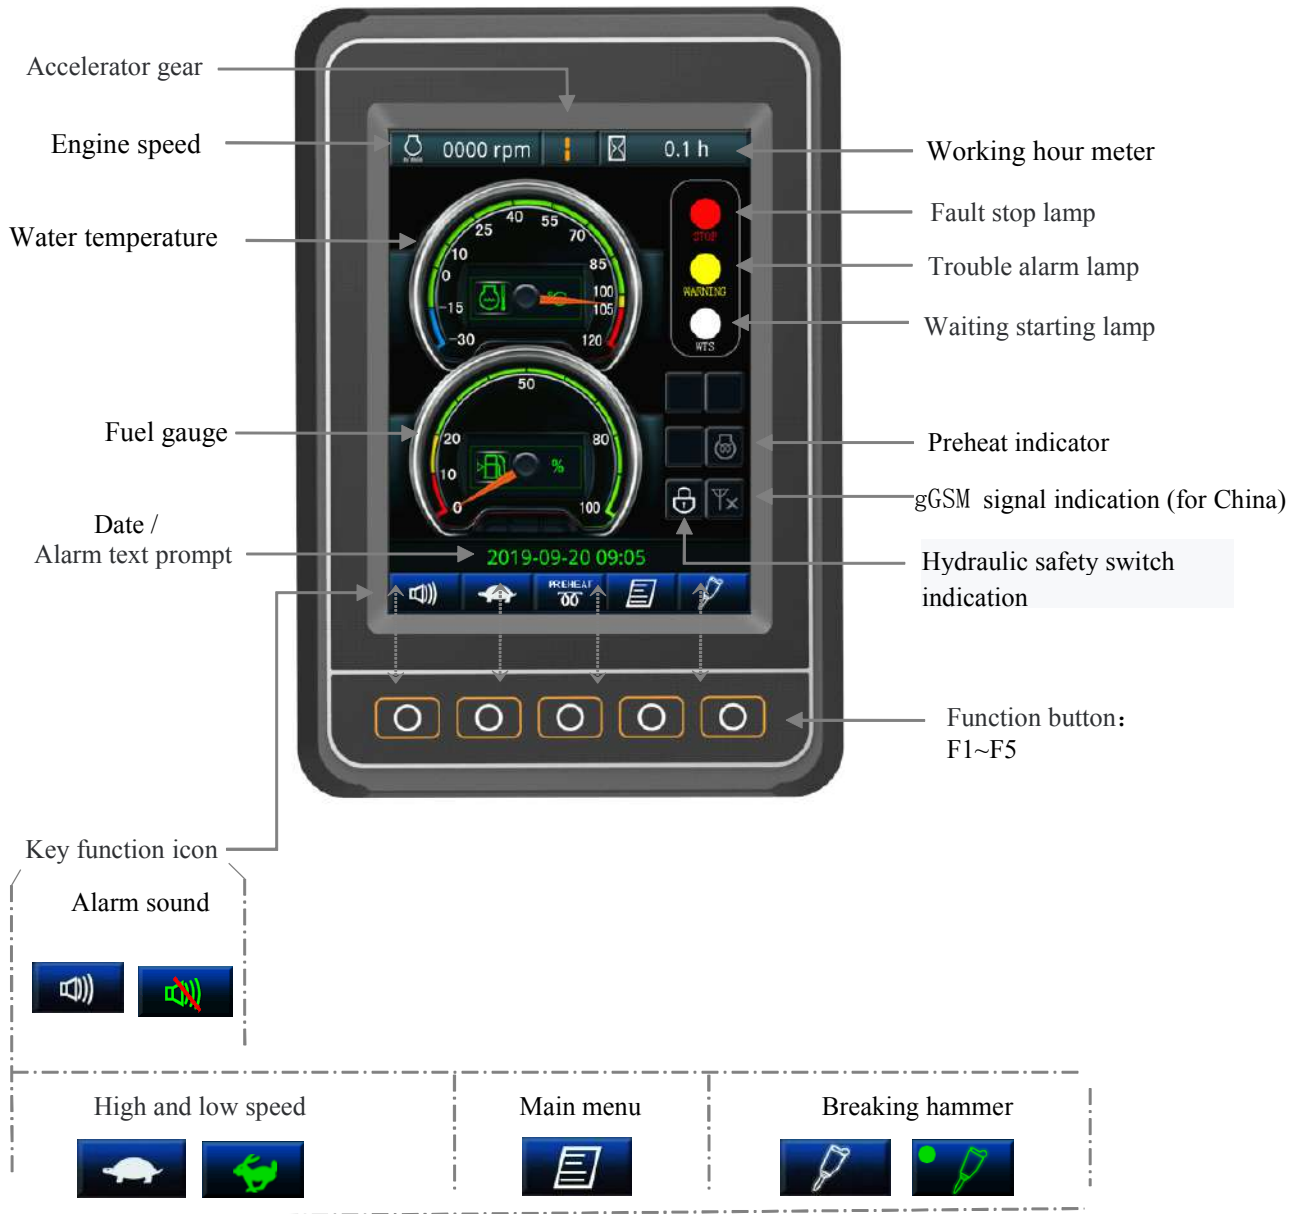 Accelerator gear
Engine speed
0000 rpm
0.1 h
Working hour meter
Fault stop lamp
STOP
Water temperature
Trouble alarm lamp
WARNING
Waiting starting lamp
WTS
-30
-15
0
10
25
40
55
70
85
100
105
120
Fuel gauge
0
10
20
50
80
100
%
Preheat indicator
gGSM signal indication (for China)
Date /
Alarm text prompt
2019-09-20 09:05
Hydraulic safety switch
indication
PREHEAT
Function button：
F1~F5
Key function icon
Alarm sound
High and low speed
Main menu
Breaking hammer